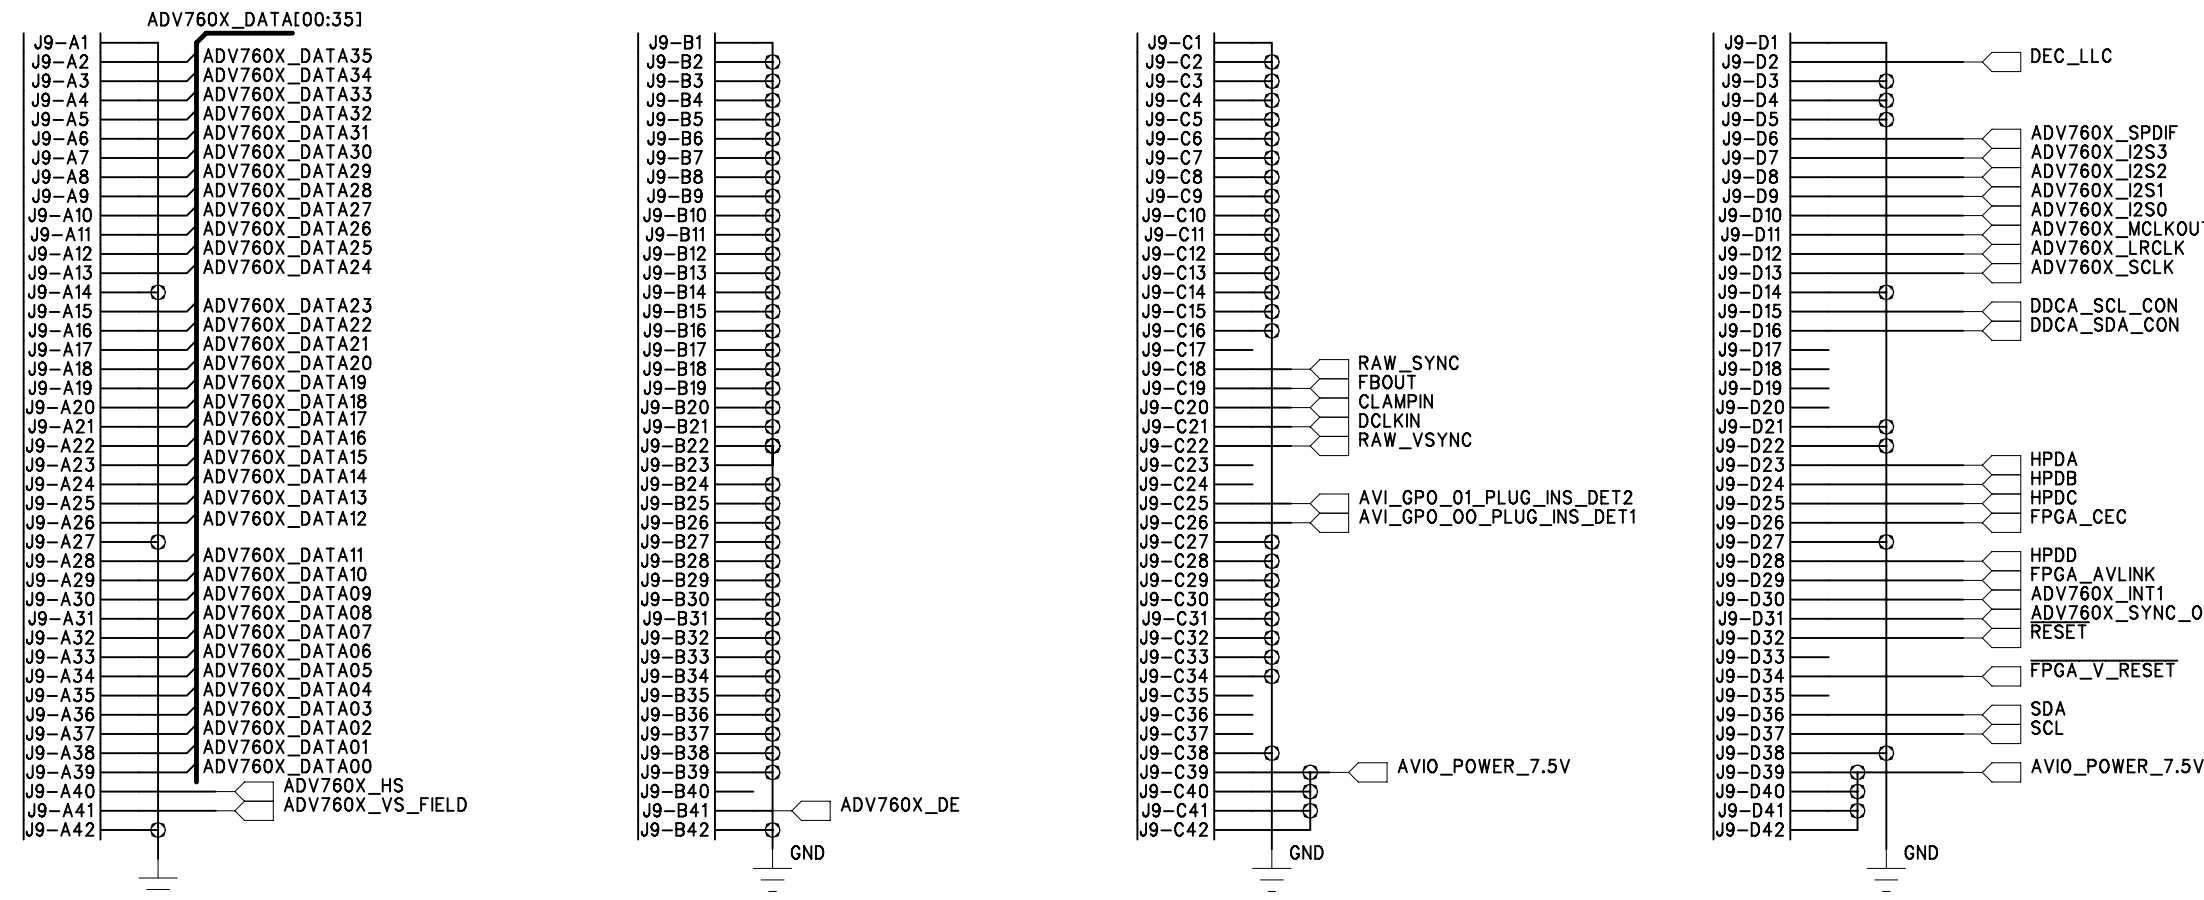 ADV760X_DATA[00:35]
J9-A1
J9-A2 ADV760X_DATA35
J9-A3 ADV760X_DATA34
J9-A4 ADV760X_DATA33
J9-A5 ADV760X_DATA32
J9-A6 ADV760X_DATA31
J9-A7 ADV760X_DATA30
J9-A8 ADV760X_DATA29
J9-A9 ADV760X_DATA28
J9-A10 ADV760X_DATA27
J9-A11 ADV760X_DATA26
J9-A12 ADV760X_DATA25
J9-A13 ADV760X_DATA24
J9-A14
J9-A15 ADV760X_DATA23
J9-A16 ADV760X_DATA22
J9-A17 ADV760X_DATA21
J9-A18 ADV760X_DATA20
J9-A19 ADV760X_DATA19
J9-A20 ADV760X_DATA18
J9-A21 ADV760X_DATA17
J9-A22 ADV760X_DATA16
J9-A23 ADV760X_DATA15
J9-A24 ADV760X_DATA14
J9-A25 ADV760X_DATA13
J9-A26 ADV760X_DATA12
J9-A27
J9-A28 ADV760X_DATA11
J9-A29 ADV760X_DATA10
J9-A30 ADV760X_DATA09
J9-A31 ADV760X_DATA08
J9-A32 ADV760X_DATA07
J9-A33 ADV760X_DATA06
J9-A34 ADV760X_DATA05
J9-A35 ADV760X_DATA04
J9-A36 ADV760X_DATA03
J9-A37 ADV760X_DATA02
J9-A38 ADV760X_DATA01
J9-A39 ADV760X_DATA00
J9-A40 ADV760X_HS
J9-A41 ADV760X_VS_FIELD
J9-A42
J9-B1
J9-B2
J9-B3
J9-B4
J9-B5
J9-B6
J9-B7
J9-B8
J9-B9
J9-B10
J9-B11
J9-B12
J9-B13
J9-B14
J9-B15
J9-B16
J9-B17
J9-B18
J9-B19
J9-B20
J9-B21
J9-B22
J9-B23
J9-B24
J9-B25
J9-B26
J9-B27
J9-B28
J9-B29
J9-B30
J9-B31
J9-B32
J9-B33
J9-B34
J9-B35
J9-B36
J9-B37
J9-B38
J9-B39
J9-B40
J9-B41 ADV760X_DE
J9-B42
GND
J9-C1
J9-C2
J9-C3
J9-C4
J9-C5
J9-C6
J9-C7
J9-C8
J9-C9
J9-C10
J9-C11
J9-C12
J9-C13
J9-C14
J9-C15
J9-C16
J9-C17
J9-C18 RAW_SYNC
J9-C19 FBOUT
J9-C20 CLAMPIN
J9-C21 DCLKIN
J9-C22 RAW_VSYNC
J9-C23
J9-C24
J9-C25 AVI_GPO_01_PLUG_INS_DET2
J9-C26 AVI_GPO_00_PLUG_INS_DET1
J9-C27
J9-C28
J9-C29
J9-C30
J9-C31
J9-C32
J9-C33
J9-C34
J9-C35
J9-C36
J9-C37
J9-C38
J9-C39 AVIO_POWER_7.5V
J9-C40
J9-C41
J9-C42
GND
J9-D1
J9-D2 DEC_LLC
J9-D3
J9-D4
J9-D5
J9-D6 ADV760X_SPDIF
J9-D7 ADV760X_I2S3
J9-D8 ADV760X_I2S2
J9-D9 ADV760X_I2S1
J9-D10 ADV760X_I2S0
J9-D11 ADV760X_MCLKOU
J9-D12 ADV760X_LRCLK
J9-D13 ADV760X_SCLK
J9-D14
J9-D15 DDCA_SCL_CON
J9-D16 DDCA_SDA_CON
J9-D17
J9-D18
J9-D19
J9-D20
J9-D21
J9-D22
J9-D23 HPDA
J9-D24 HPDB
J9-D25 HPDC
J9-D26 FPGA_CEC
J9-D27
J9-D28 HPDD
J9-D29 FPGA_AVLINK
J9-D30 ADV760X_INT1
J9-D31 ADV760X_SYNC_O
J9-D32 RESET
J9-D33
J9-D34 FPGA_V_RESET
J9-D35
J9-D36 SDA
J9-D37 SCL
J9-D38
J9-D39 AVIO_POWER_7.5V
J9-D40
J9-D41
J9-D42
GND